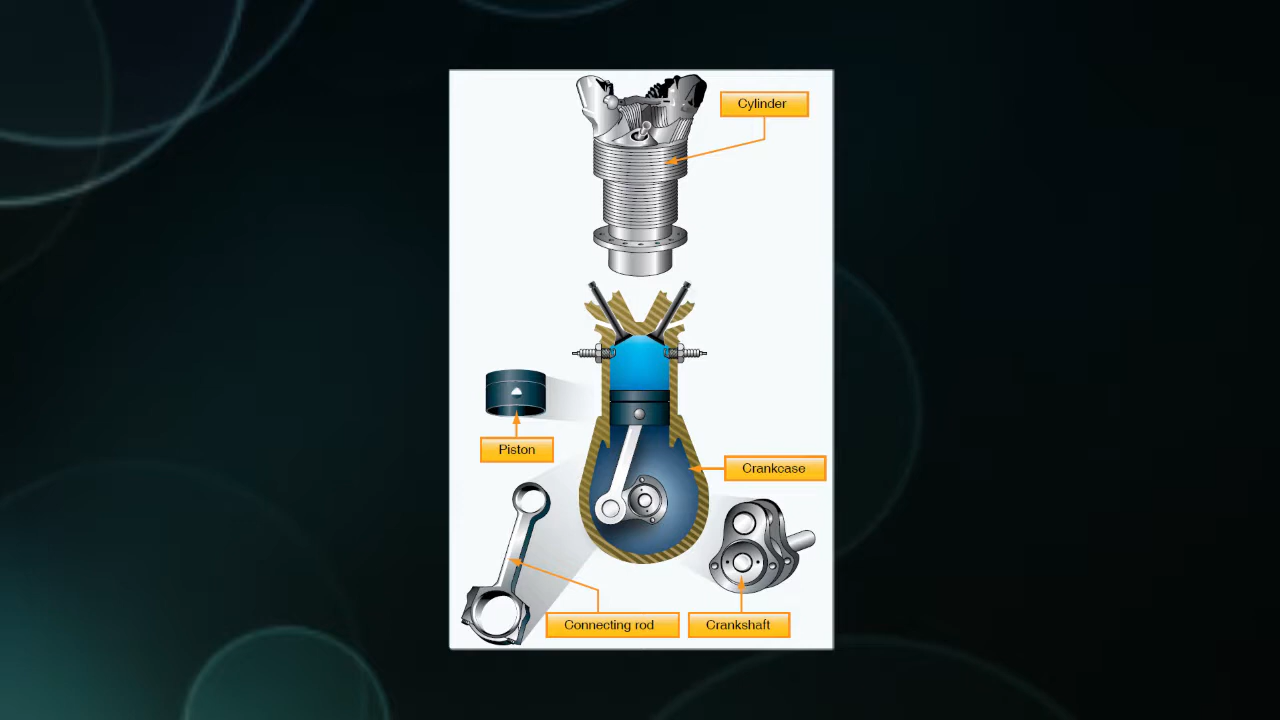 Cylinder
Piston
Crankcase
Connecting rod
Crankshaft